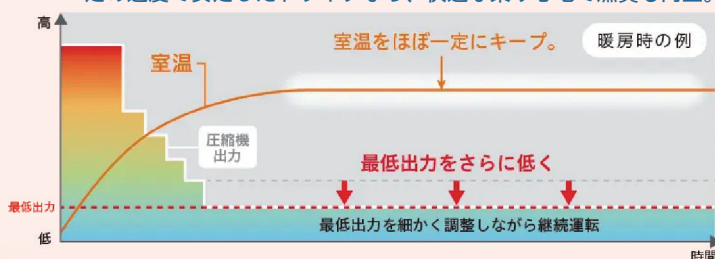 高
室温をほぼ一定にキープ。
暖房時の例
室温
圧縮機
出力
最低出力をさらに低く
最低出力
最低出力を細かく調整しながら継続運転
低
時間